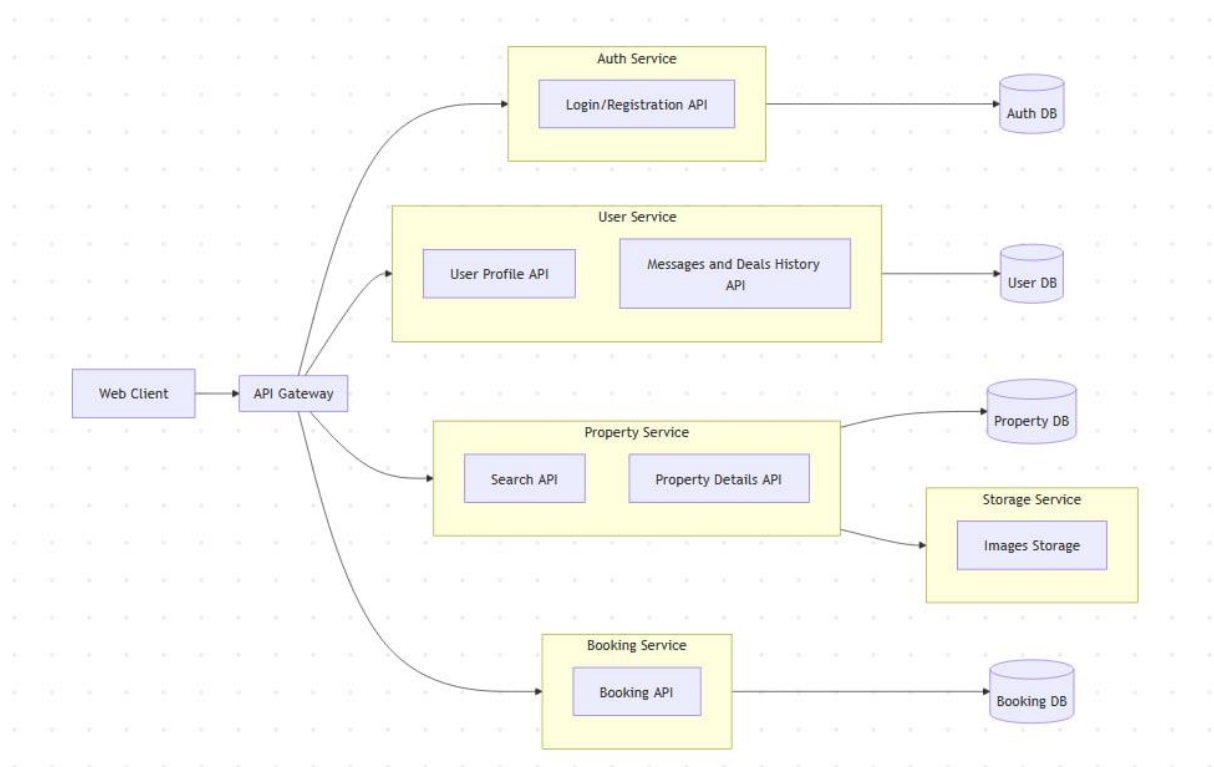 Auth Service
Login/Registration API
Auth DB
User Service
User Profile API
Messages and Deals History
API
User DB
Web Client
API Gateway
Property Service
Search API
Property Details API
Property DB
Storage Service
Images Storage
Booking Service
Booking API
Booking DB